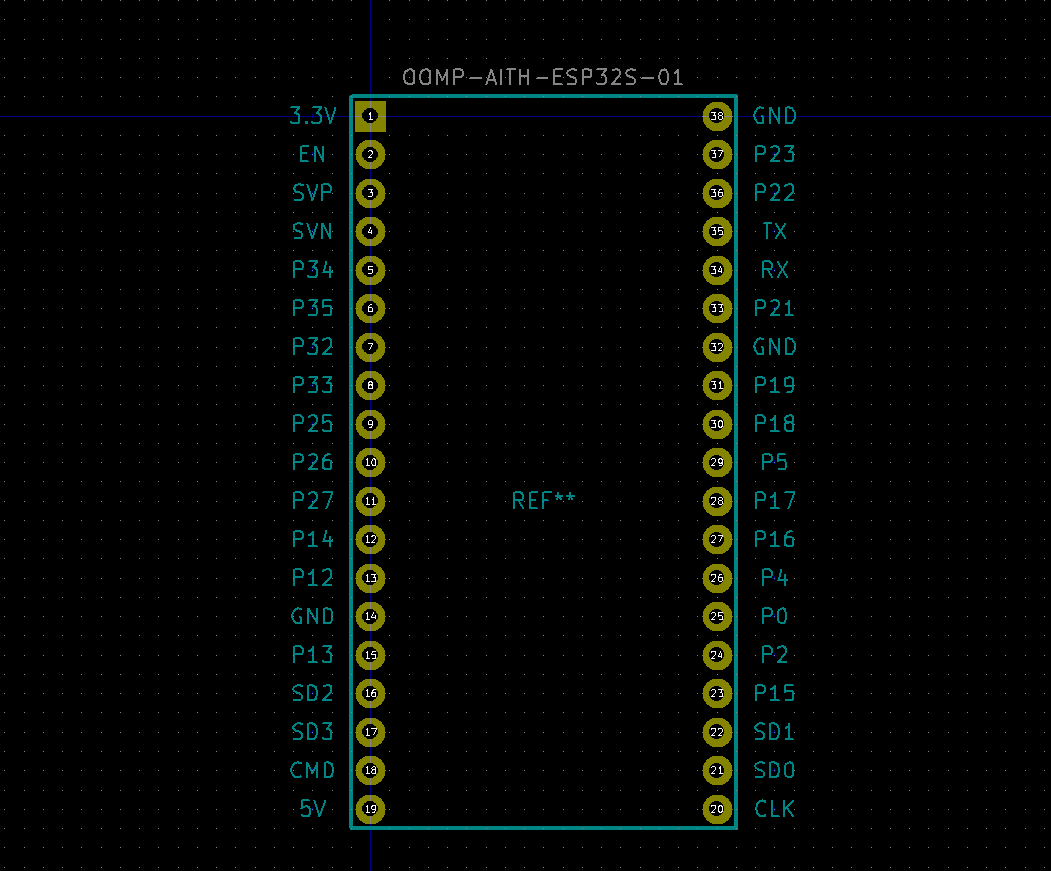 OOMP-AITH-ESP32S-01
3.3V 1 38 GND
EN 2 37 P23
SVP 3 36 P22
SVN 4 35 TX
P34 5 34 RX
P35 6 33 P21
P32 7 32 GND
P33 8 31 P19
P25 9 30 P18
P26 10 29 P5
P27 11 REF** 28 P17
P14 12 27 P16
P12 13 26 P4
GND 14 25 P0
P13 15 24 P2
SD2 16 23 P15
SD3 17 22 SD1
CMD 18 21 SD0
5V 19 20 CLK